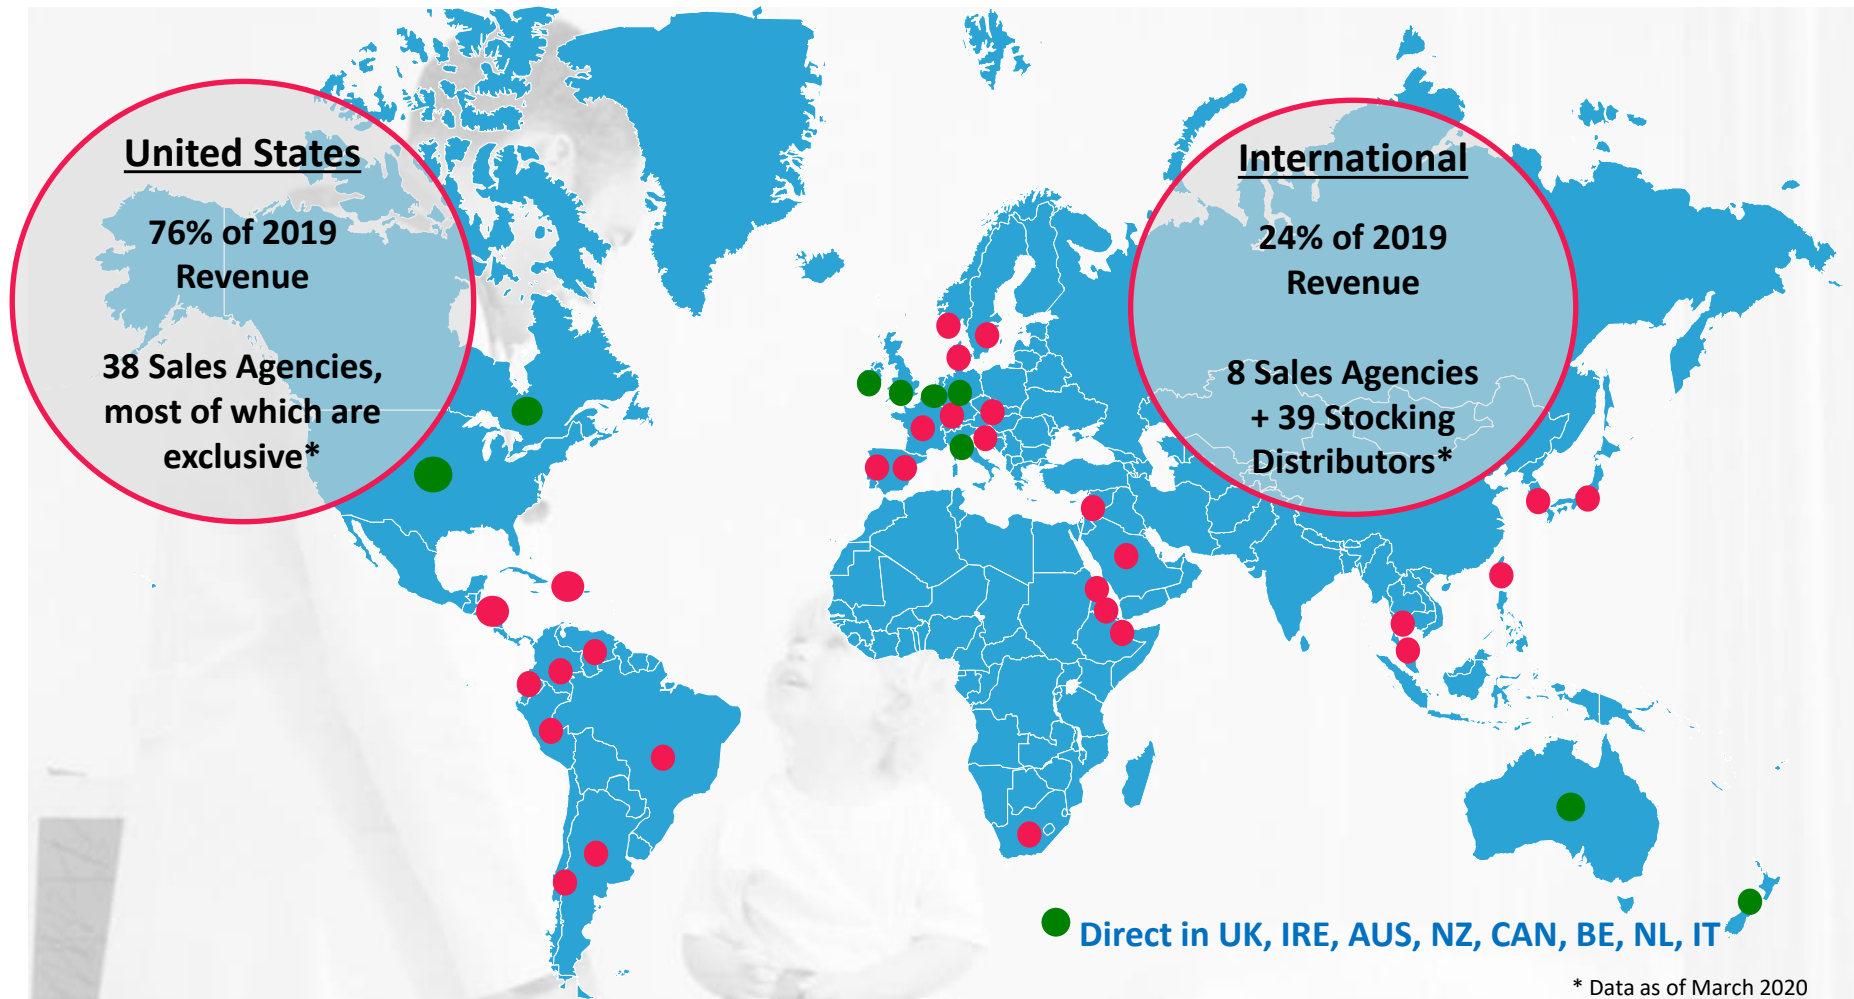 United States
76% of 2019
Revenue
38 Sales Agencies,
most of which are
exclusive*
International
24% of 2019
Revenue
8 Sales Agencies
+ 39 Stocking
Distributors*
Direct in UK, IRE, AUS, NZ, CAN, BE, NL, IT
* Data as of March 2020